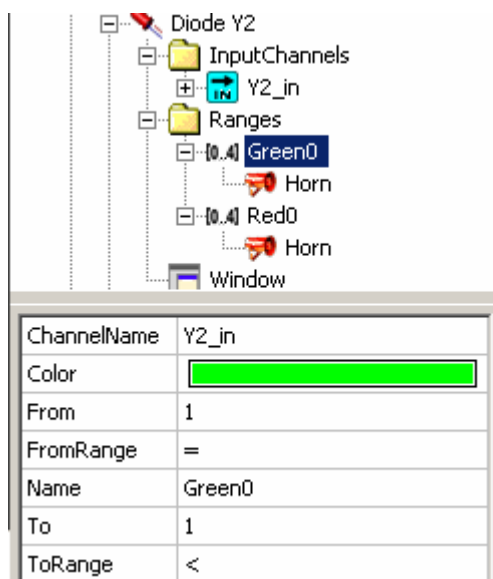 Diode Y2
InputChannels
IN Y2_in
Ranges
[0..4] Green0
Horn
[0..4] Red0
Horn
Window
ChannelName Y2_in
Color
From 1
FromRange =
Name Green0
To 1
ToRange <